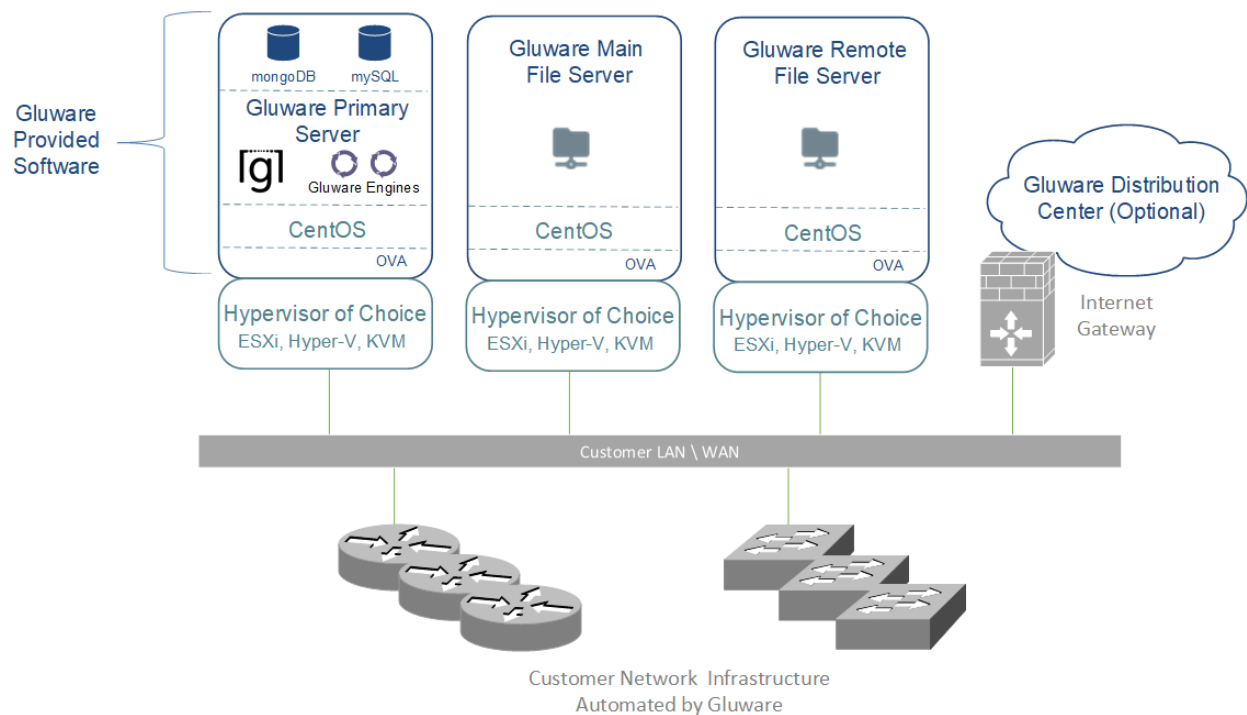 mongoDB
mySQL
Gluware Primary
Server
[g]
Gluware Engines
CentOS
OVA
Hypervisor of Choice
ESXi, Hyper-V, KVM
Gluware
Provided
Software
Gluware Main
File Server
CentOS
OVA
Hypervisor of Choice
ESXi, Hyper-V, KVM
Gluware Remote
File Server
CentOS
OVA
Hypervisor of Choice
ESXi, Hyper-V, KVM
Gluware Distribution
Center (Optional)
Internet
Gateway
Customer LAN \ WAN
Customer Network Infrastructure
Automated by Gluware